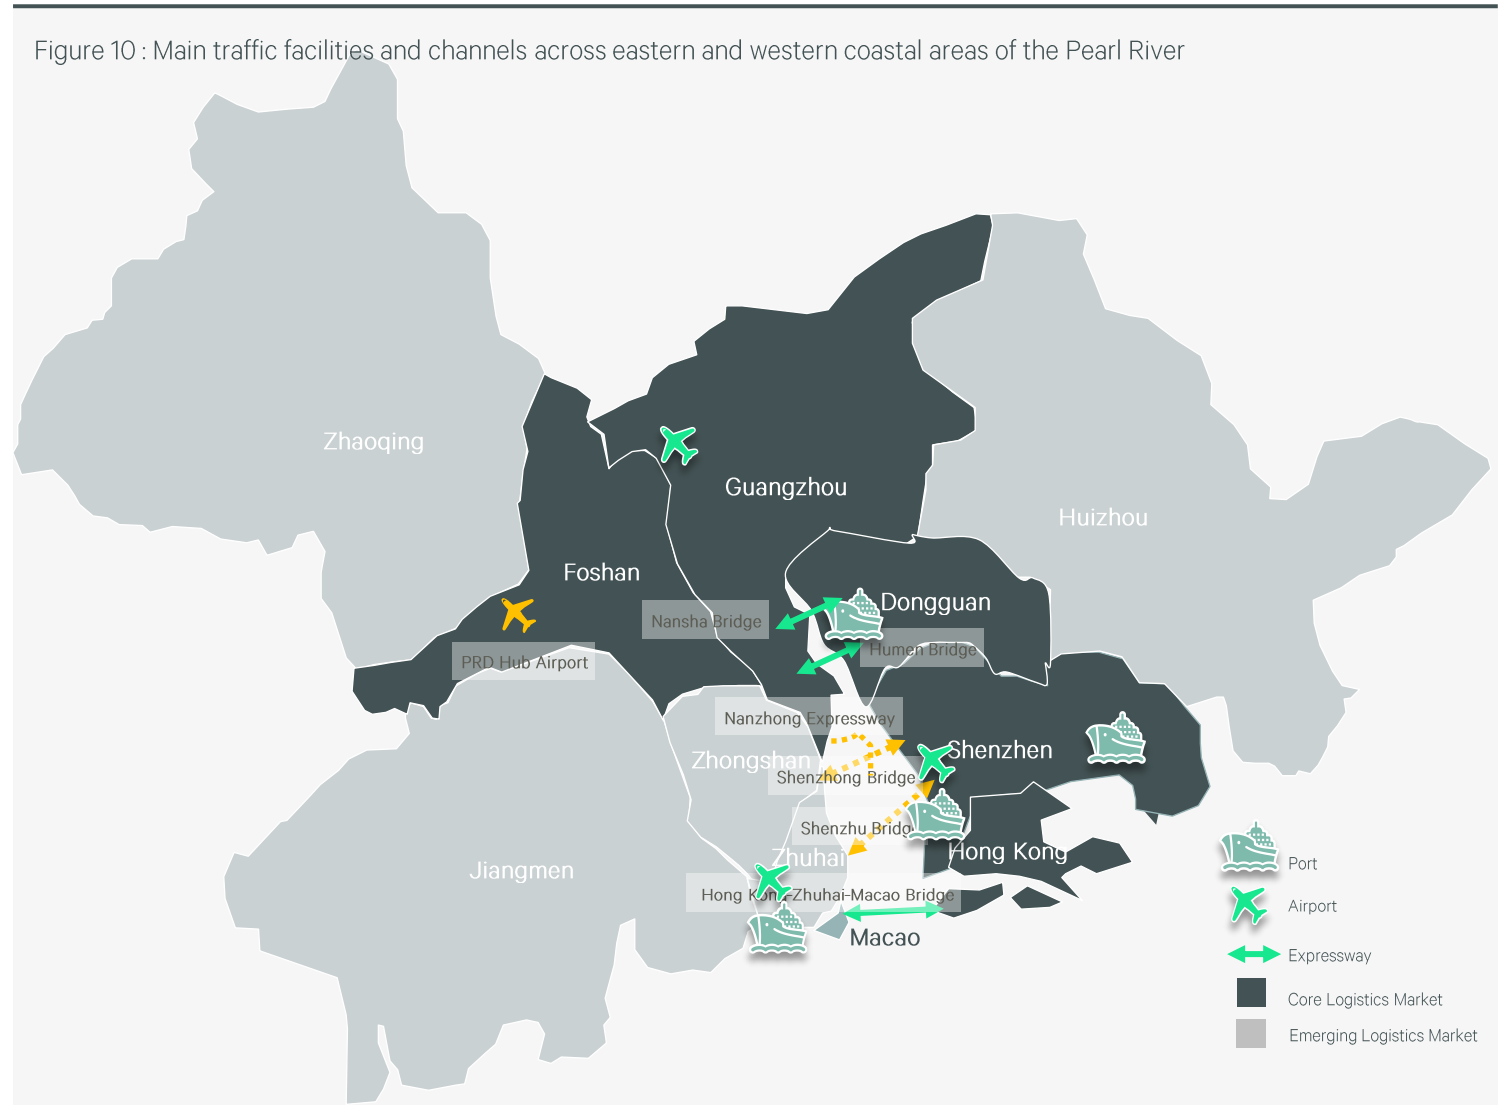 Figure 10 : Main traffic facilities and channels across eastern and western coastal areas of the Pearl River
Zhaoqing
Guangzhou
Huizhou
Foshan
Dongguan
Nansha Bridge
Humen Bridge
PRD Hub Airport
Nanzhong Expressway
Zhongshan
Shenzhen
Shenzhong Bridge
Shenzhu Bridge
Zhuhai
Hong Kong
Jiangmen
Hong Kong-Zhuhai-Macao Bridge
Macao
Port
Airport
Expressway
Core Logistics Market
Emerging Logistics Market